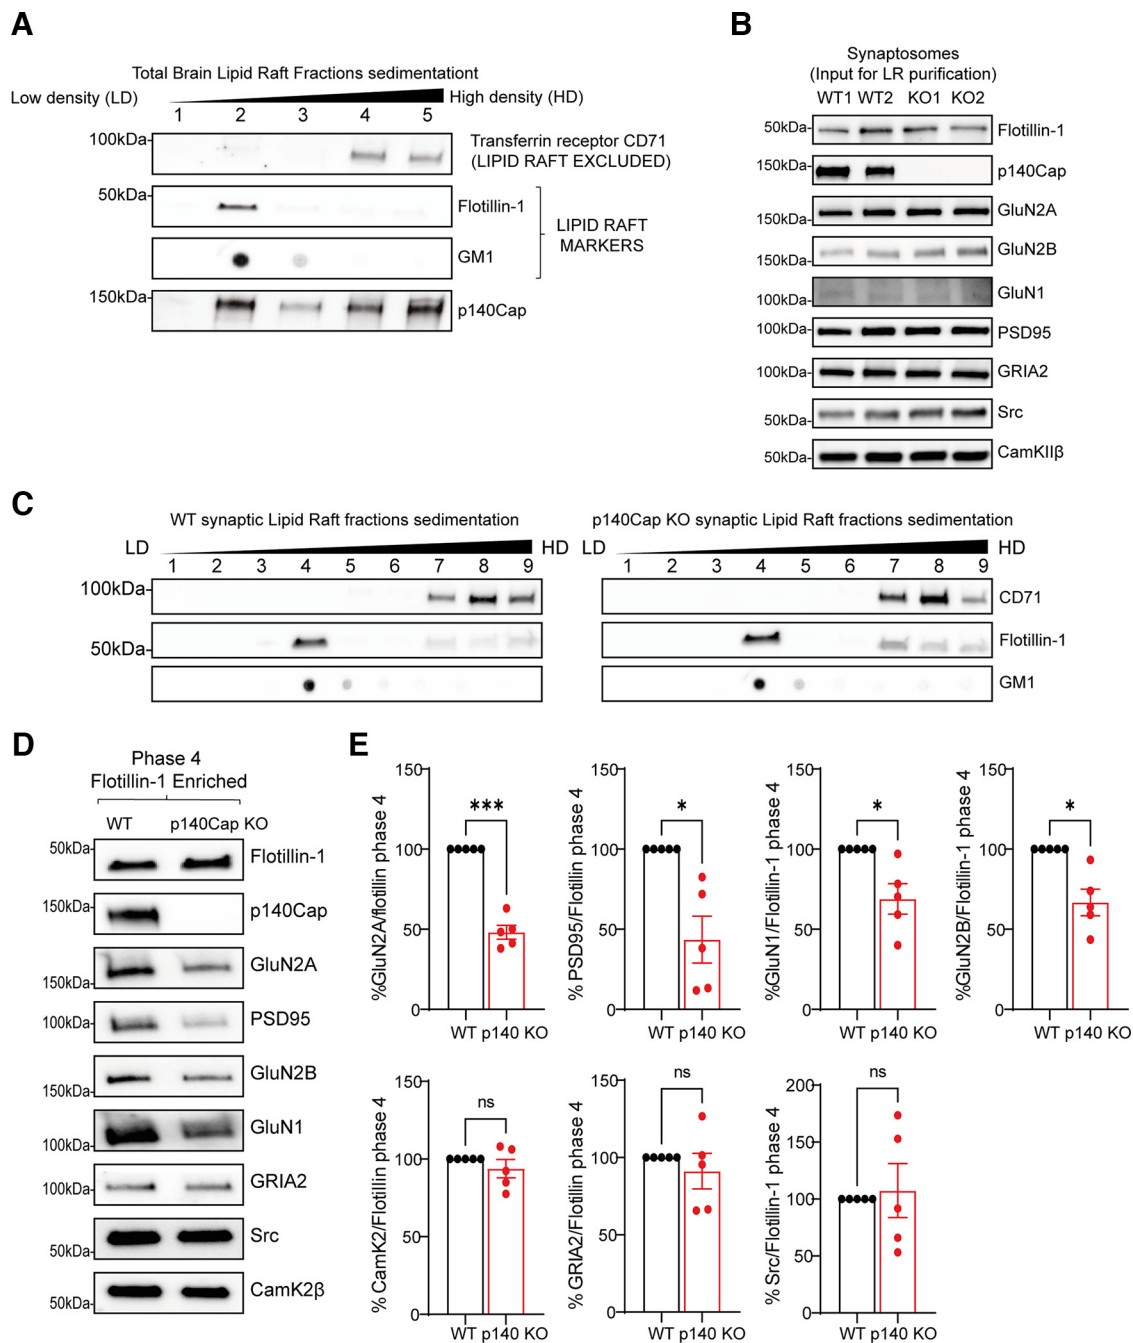 A
Total Brain Lipid Raft Fractions sedimentationt
Low density (LD)
High density (HD)
1 2 3 4 5
100kDa-
Transferrin receptor CD71
(LIPID RAFT EXCLUDED)
50kDa-
Flotillin-1
LIPID RAFT
MARKERS
GM1
150kDa-
p140Cap
B
Synaptosomes
(Input for LR purification)
WT1 WT2 KO1 KO2
50kDa- Flotillin-1
150kDa- p140Cap
150kDa- GluN2A
150kDa- GluN2B
100kDa- GluN1
100kDa- PSD95
100kDa- GRIA2
50kDa- Src
50kDa- CamKIIβ
C
WT synaptic Lipid Raft fractions sedimentation
LD HD
1 2 3 4 5 6 7 8 9
100kDa-
50kDa-
p140Cap KO synaptic Lipid Raft fractions sedimentation
LD HD
1 2 3 4 5 6 7 8 9
CD71
Flotillin-1
GM1
D
Phase 4
Flotillin-1 Enriched
WT p140Cap KO
50kDa- Flotillin-1
150kDa- p140Cap
150kDa- GluN2A
100kDa- PSD95
150kDa- GluN2B
100kDa- GluN1
100kDa- GRIA2
50kDa- Src
50kDa- CamK2β
E
%GluN2A/flotillin phase 4
150
100
50
0
***
WT p140 KO
% PSD95/Flotillin phase 4
150
100
50
0
*
WT p140 KO
%GluN1/Flotillin-1 phase 4
150
100
50
0
*
WT p140 KO
%GluN2B/Flotillin-1 phase 4
150
100
50
0
*
WT p140 KO
% CamK2/Flotillin phase 4
150
100
50
0
ns
WT p140 KO
% GRIA2/Flotillin phase 4
150
100
50
0
ns
WT p140 KO
% Src/Flotillin-1 phase 4
200
150
100
50
0
ns
WT p140 KO